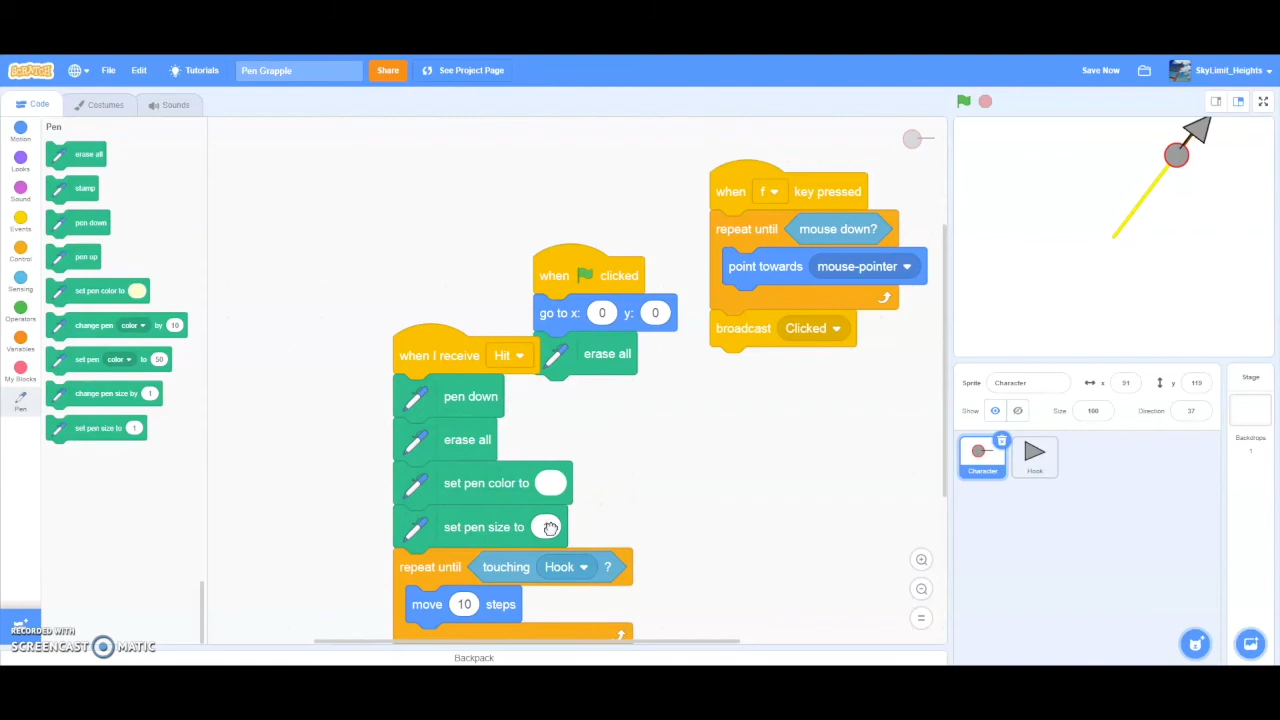 SCRATCH File Edit Tutorials Pen Grapple Share See Project Page Save Now SkyLimit_Heights
Code Costumes Sounds
Motion
Looks
Sound
Events
Control
Sensing
Operators
Variables
My Blocks
Pen
Pen
erase all
stamp
pen down
pen up
set pen color to
change pen color by 10
set pen color to 50
change pen size by 1
set pen size to 1
when f key pressed
repeat until mouse down?
point towards mouse-pointer
broadcast Clicked
when clicked
go to x: 0 y: 0
erase all
when I receive Hit
pen down
erase all
set pen color to
set pen size to
repeat until touching Hook ?
move 10 steps
Sprite Character x 91 y 119
Show Size 100 Direction 37
Character
Hook
Stage
Backdrops
1
Backpack
RECORDED WITH
SCREENCAST MATIC